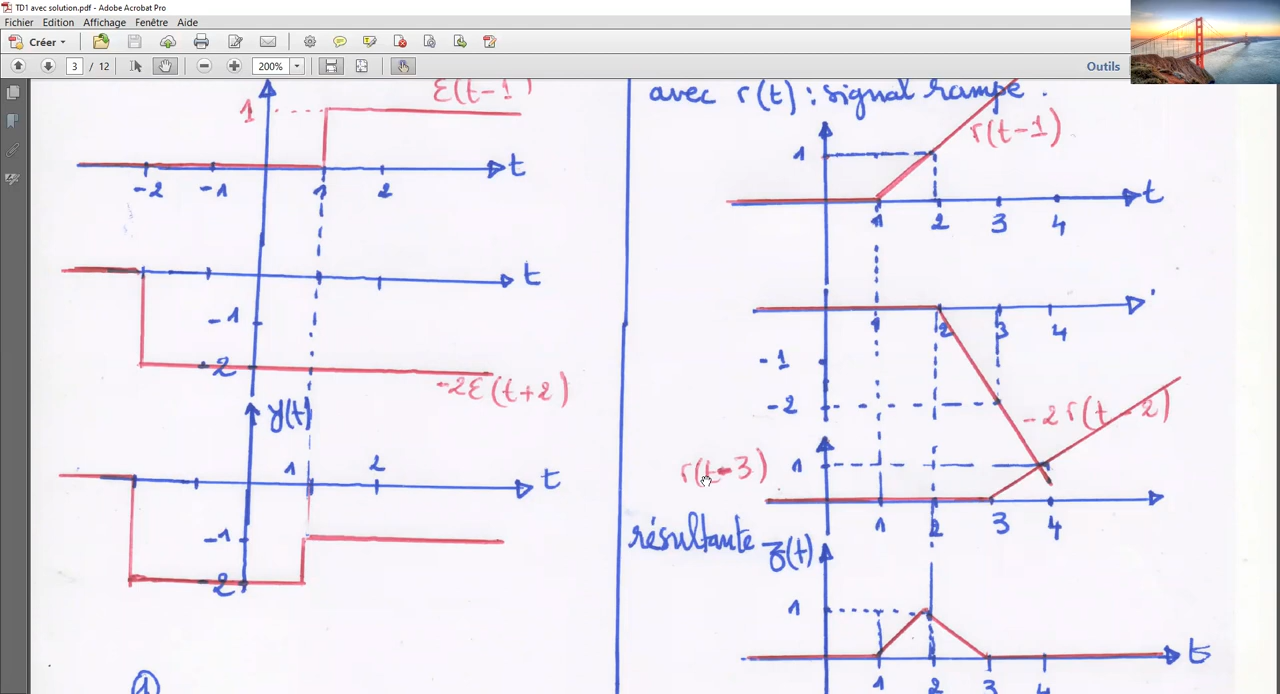 TD1 avec solution.pdf - Adobe Acrobat Pro
Fichier Edition Affichage Fenêtre Aide
Créer
3 / 12 200% Outils
ε(t-1)
1
t
-2 -1 1 2
t
-1
-2
-2ε(t+2)
y(t)
1 2 t
-1
-2
1
avec r(t) : signal rampe.
r(t-1)
1
t
1 2 3 4
1 2 3 4
-1
-2
-2r(t-2)
r(t-3) 1
1 2 3 4
résultante z(t)
1
t
1 2 3 4